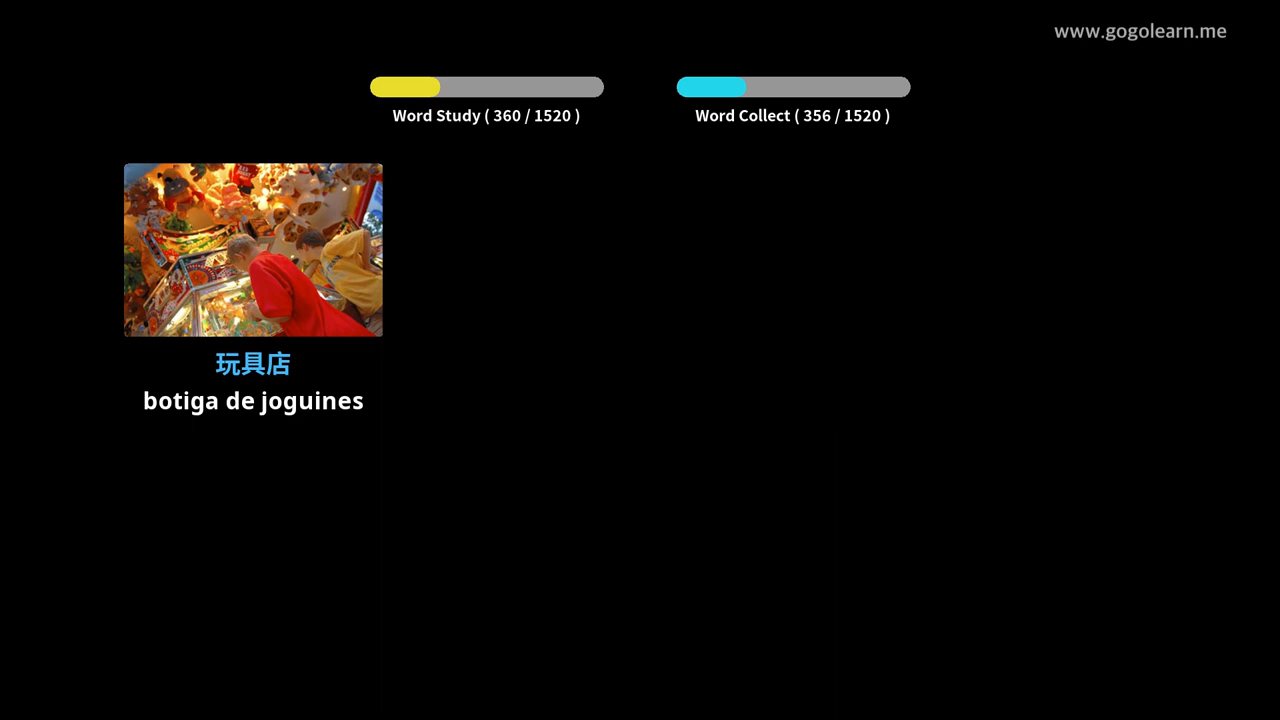 www.gogolearn.me
Word Study ( 360 / 1520 )
Word Collect ( 356 / 1520 )
玩具店
botiga de joguines